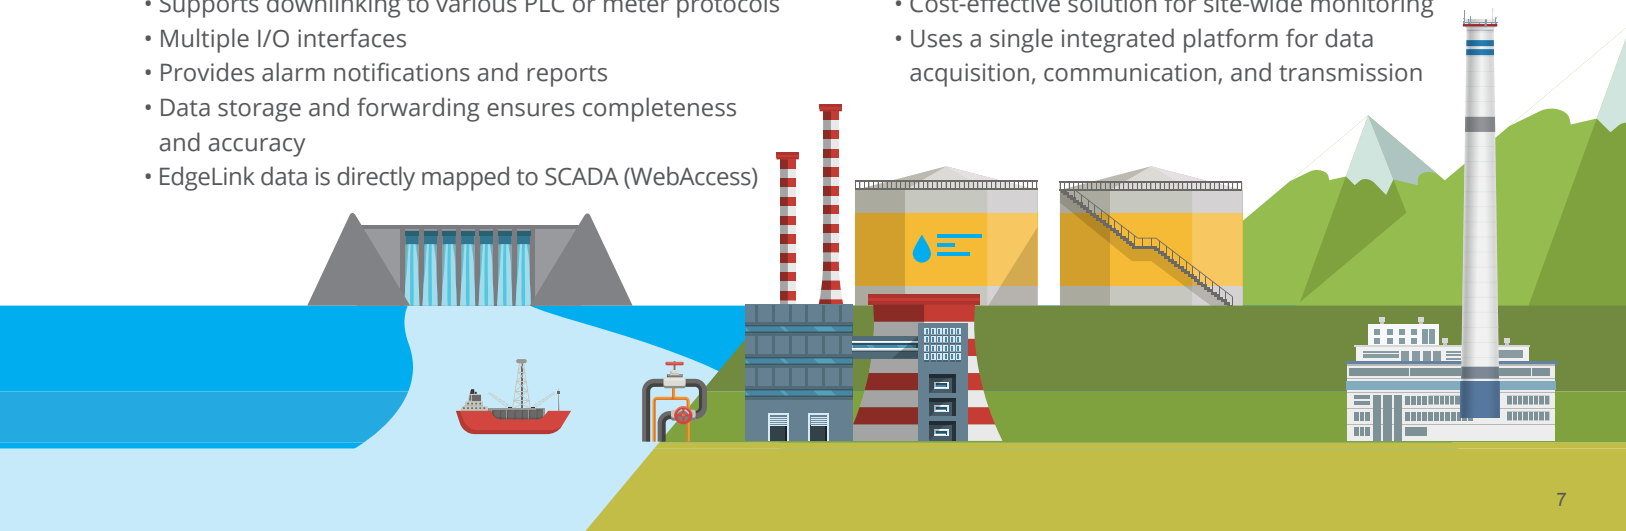 • Supports downlinking to various PLC or meter protocols
• Multiple I/O interfaces
• Provides alarm notifications and reports
• Data storage and forwarding ensures completeness
and accuracy
• EdgeLink data is directly mapped to SCADA (WebAccess)
• Cost-effective solution for site-wide monitoring
• Uses a single integrated platform for data
acquisition, communication, and transmission
7